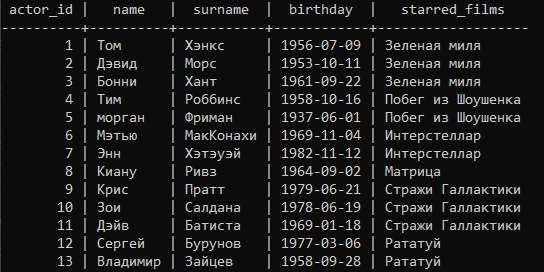 actor_id | name | surname | birthday | starred_films
----------+----------+-----------+------------+-------------------
1 | Том | Хэнкс | 1956-07-09 | Зеленая миля
2 | Дэвид | Морс | 1953-10-11 | Зеленая миля
3 | Бонни | Хант | 1961-09-22 | Зеленая миля
4 | Тим | Роббинс | 1958-10-16 | Побег из Шоушенка
5 | морган | Фриман | 1937-06-01 | Побег из Шоушенка
6 | Мэтью | МакКонахи | 1969-11-04 | Интерстеллар
7 | Энн | Хэтэуэй | 1982-11-12 | Интерстеллар
8 | Киану | Ривз | 1964-09-02 | Матрица
9 | Крис | Пратт | 1979-06-21 | Стражи Галлактики
10 | Зои | Салдана | 1978-06-19 | Стражи Галлактики
11 | Дэйв | Батиста | 1969-01-18 | Стражи Галлактики
12 | Сергей | Бурунов | 1977-03-06 | Рататуй
13 | Владимир | Зайцев | 1958-09-28 | Рататуй